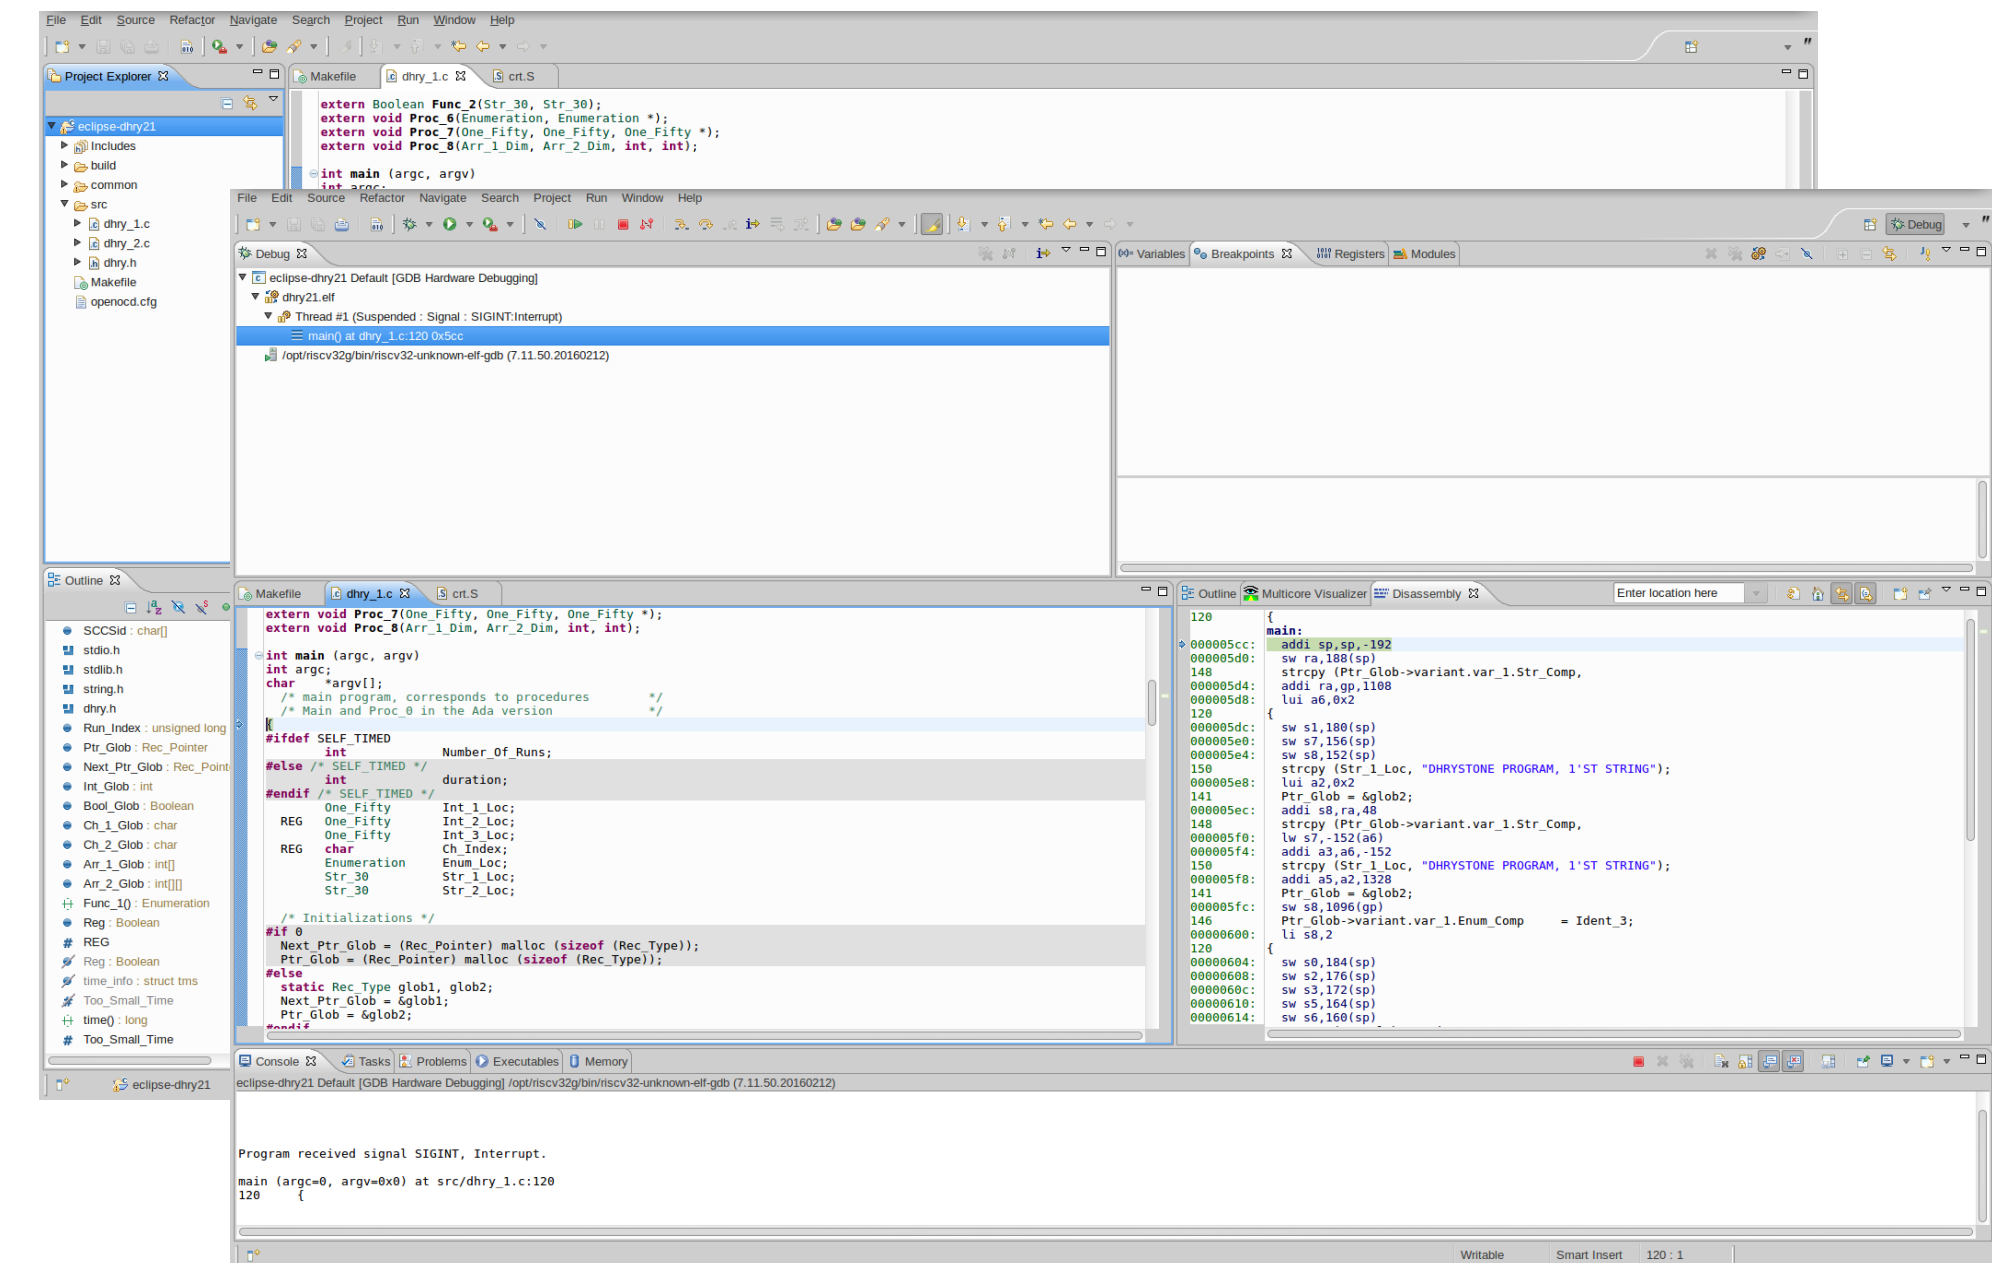 File Edit Source Refactor Navigate Search Project Run Window Help
Project Explorer
Makefile dhry_1.c crt.S
eclipse-dhry21
Includes
build
common
src
dhry_1.c
dhry_2.c
dhry.h
Makefile
openocd.cfg
extern Boolean Func_2(Str_30, Str_30);
extern void Proc_6(Enumeration, Enumeration *);
extern void Proc_7(One_Fifty, One_Fifty, One_Fifty *);
extern void Proc_8(Arr_1_Dim, Arr_2_Dim, int, int);
int main (argc, argv)
int argc;
Outline
SCCSid : char[]
stdio.h
stdlib.h
string.h
dhry.h
Run_Index : unsigned long
Ptr_Glob : Rec_Pointer
Next_Ptr_Glob : Rec_Point
Int_Glob : int
Bool_Glob : Boolean
Ch_1_Glob : char
Ch_2_Glob : char
Arr_1_Glob : int[]
Arr_2_Glob : int[][]
Func_1() : Enumeration
Reg : Boolean
REG
Reg : Boolean
time_info : struct tms
Too_Small_Time
time() : long
Too_Small_Time
eclipse-dhry21
File Edit Source Refactor Navigate Search Project Run Window Help
Debug
Debug
eclipse-dhry21 Default [GDB Hardware Debugging]
dhry21.elf
Thread #1 (Suspended : Signal : SIGINT:Interrupt)
main() at dhry_1.c:120 0x5cc
/opt/riscv32g/bin/riscv32-unknown-elf-gdb (7.11.50.20160212)
(x)= Variables Breakpoints Registers Modules
Makefile dhry_1.c crt.S
extern void Proc_7(One_Fifty, One_Fifty, One_Fifty *);
extern void Proc_8(Arr_1_Dim, Arr_2_Dim, int, int);
int main (argc, argv)
int argc;
char    *argv[];
/* main program, corresponds to procedures        */
/* Main and Proc_0 in the Ada version             */
{
#ifdef SELF_TIMED
int             Number_Of_Runs;
#else /* SELF_TIMED */
int             duration;
#endif /* SELF_TIMED */
One_Fifty       Int_1_Loc;
REG   One_Fifty       Int_2_Loc;
One_Fifty       Int_3_Loc;
REG   char            Ch_Index;
Enumeration     Enum_Loc;
Str_30          Str_1_Loc;
Str_30          Str_2_Loc;
/* Initializations */
#if 0
Next_Ptr_Glob = (Rec_Pointer) malloc (sizeof (Rec_Type));
Ptr_Glob = (Rec_Pointer) malloc (sizeof (Rec_Type));
#else
static Rec_Type glob1, glob2;
Next_Ptr_Glob = &glob1;
Ptr_Glob = &glob2;
#endif
Outline Multicore Visualizer Disassembly Enter location here
120 {
main:
000005cc: addi sp,sp,-192
000005d0: sw ra,188(sp)
148 strcpy (Ptr_Glob->variant.var_1.Str_Comp,
000005d4: addi ra,gp,1108
000005d8: lui a6,0x2
120 {
000005dc: sw s1,180(sp)
000005e0: sw s7,156(sp)
000005e4: sw s8,152(sp)
150 strcpy (Str_1_Loc, "DHRYSTONE PROGRAM, 1'ST STRING");
000005e8: lui a2,0x2
141 Ptr_Glob = &glob2;
000005ec: addi s8,ra,48
148 strcpy (Ptr_Glob->variant.var_1.Str_Comp,
000005f0: lw s7,-152(a6)
000005f4: addi a3,a6,-152
150 strcpy (Str_1_Loc, "DHRYSTONE PROGRAM, 1'ST STRING");
000005f8: addi a5,a2,1328
141 Ptr_Glob = &glob2;
000005fc: sw s8,1096(gp)
146 Ptr_Glob->variant.var_1.Enum_Comp     = Ident_3;
00000600: li s8,2
120 {
00000604: sw s0,184(sp)
00000608: sw s2,176(sp)
0000060c: sw s3,172(sp)
00000610: sw s5,164(sp)
00000614: sw s6,160(sp)
Console Tasks Problems Executables Memory
eclipse-dhry21 Default [GDB Hardware Debugging] /opt/riscv32g/bin/riscv32-unknown-elf-gdb (7.11.50.20160212)
Program received signal SIGINT, Interrupt.
main (argc=0, argv=0x0) at src/dhry_1.c:120
120     {
Writable Smart Insert 120 : 1